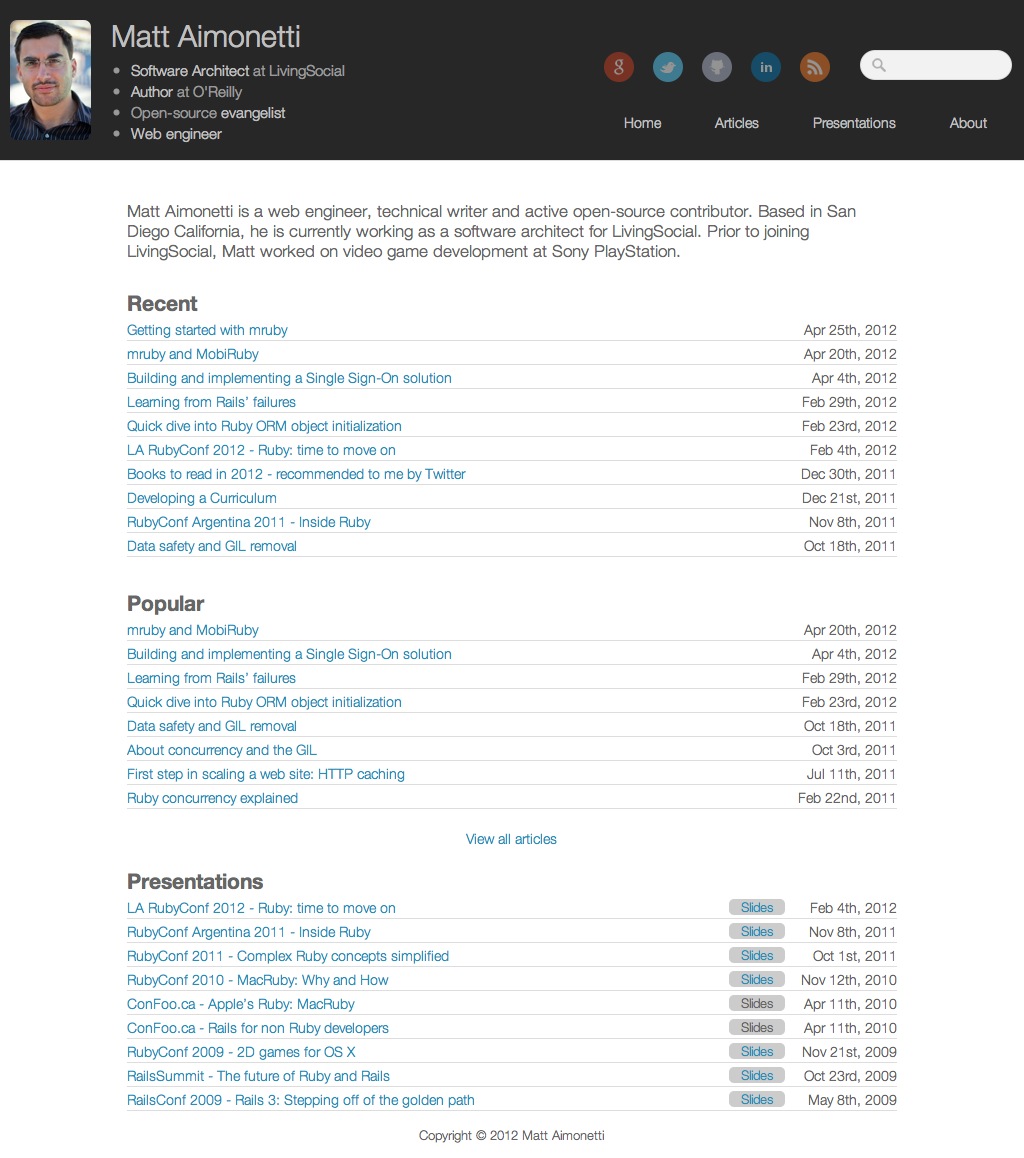 Matt Aimonetti
Software Architect at LivingSocial
Author at O'Reilly
Open-source evangelist
Web engineer
g
in
Home Articles Presentations About
Matt Aimonetti is a web engineer, technical writer and active open-source contributor. Based in San
Diego California, he is currently working as a software architect for LivingSocial. Prior to joining
LivingSocial, Matt worked on video game development at Sony PlayStation.
Recent
Getting started with mruby Apr 25th, 2012
mruby and MobiRuby Apr 20th, 2012
Building and implementing a Single Sign-On solution Apr 4th, 2012
Learning from Rails’ failures Feb 29th, 2012
Quick dive into Ruby ORM object initialization Feb 23rd, 2012
LA RubyConf 2012 - Ruby: time to move on Feb 4th, 2012
Books to read in 2012 - recommended to me by Twitter Dec 30th, 2011
Developing a Curriculum Dec 21st, 2011
RubyConf Argentina 2011 - Inside Ruby Nov 8th, 2011
Data safety and GIL removal Oct 18th, 2011
Popular
mruby and MobiRuby Apr 20th, 2012
Building and implementing a Single Sign-On solution Apr 4th, 2012
Learning from Rails’ failures Feb 29th, 2012
Quick dive into Ruby ORM object initialization Feb 23rd, 2012
Data safety and GIL removal Oct 18th, 2011
About concurrency and the GIL Oct 3rd, 2011
First step in scaling a web site: HTTP caching Jul 11th, 2011
Ruby concurrency explained Feb 22nd, 2011
View all articles
Presentations
LA RubyConf 2012 - Ruby: time to move on Slides Feb 4th, 2012
RubyConf Argentina 2011 - Inside Ruby Slides Nov 8th, 2011
RubyConf 2011 - Complex Ruby concepts simplified Slides Oct 1st, 2011
RubyConf 2010 - MacRuby: Why and How Slides Nov 12th, 2010
ConFoo.ca - Apple’s Ruby: MacRuby Slides Apr 11th, 2010
ConFoo.ca - Rails for non Ruby developers Slides Apr 11th, 2010
RubyConf 2009 - 2D games for OS X Slides Nov 21st, 2009
RailsSummit - The future of Ruby and Rails Slides Oct 23rd, 2009
RailsConf 2009 - Rails 3: Stepping off of the golden path Slides May 8th, 2009
Copyright © 2012 Matt Aimonetti